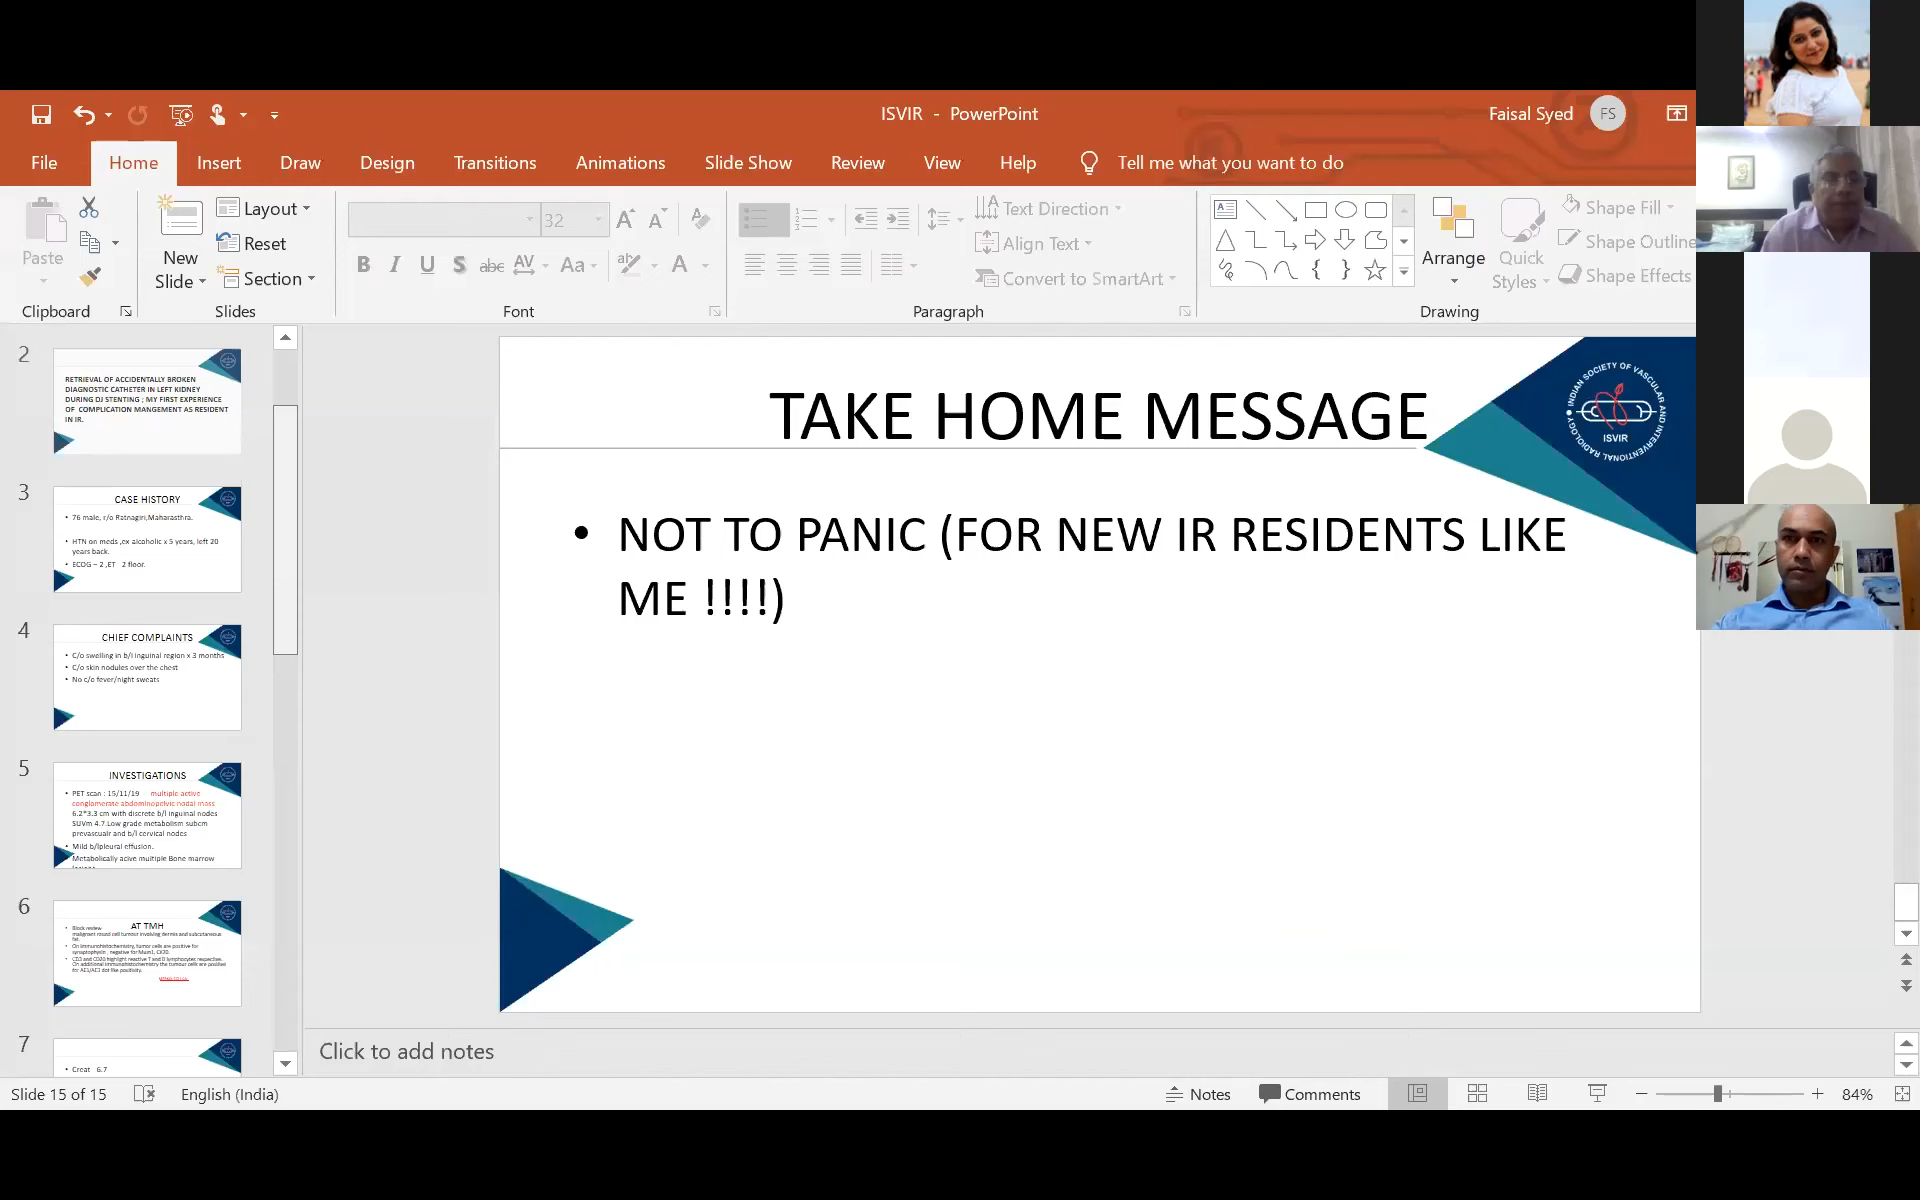 ISVIR - PowerPoint
Faisal Syed
FS
File
Home
Insert
Draw
Design
Transitions
Animations
Slide Show
Review
View
Help
Tell me what you want to do
Paste
Clipboard
New
Slide
Layout
Reset
Section
Slides
32
B I U S abc AV Aa A
Font
Text Direction
Align Text
Convert to SmartArt
Paragraph
Arrange
Quick
Styles
Shape Fill
Shape Outline
Shape Effects
Drawing
2
RETRIEVAL OF ACCIDENTALLY BROKEN
DIAGNOSTIC CATHETER IN LEFT KIDNEY
DURING DJ STENTING ; MY FIRST EXPERIENCE
OF COMPLICATION MANGEMENT AS RESIDENT
IN IR.
3
CASE HISTORY
• 76 male, r/o Ratnagiri,Maharasthra.
• HTN on meds ,ex alcoholic x 5 years, left 20
years back.
• ECOG – 2 ,ET 2 floor.
4
CHIEF COMPLAINTS
• C/o swelling in b/l inguinal region x 3 months
• C/o skin nodules over the chest
• No c/o fever/night sweats
5
INVESTIGATIONS
• PET scan : 15/11/19 multiple active
conglomerate abdominopelvic nodal mass
6.2*3.3 cm with discrete b/l inguinal nodes
SUVm 4.7.Low grade metabolism subcm
prevascualr and b/l cervical nodes
• Mild b/lpleural effusion.
• Metabolically acive multiple Bone marrow
6
AT TMH
• Block review
malignant round cell tumour involving dermis and subcutaneous
fat.
• On immunohistochemistry, tumor cells are positive for
synaptophysin , negative for Mum1, CK20.
• CD3 and CD20 highlight reactive T and B lymphocytes respective.
On additional immunohistochemistry the tumour cells are positive
for AE1/AE3 dot-like positivity.
7
• Creat 6.7
TAKE HOME MESSAGE
INDIAN SOCIETY OF VASCULAR AND INTERVENTIONAL RADIOLOGY
ISVIR
• NOT TO PANIC (FOR NEW IR RESIDENTS LIKE
ME !!!!)
Click to add notes
Slide 15 of 15
English (India)
Notes
Comments
84%